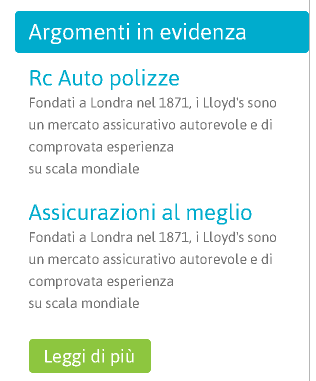 Argomenti in evidenza
Rc Auto polizze
Fondati a Londra nel 1871, i Lloyd's sono
un mercato assicurativo autorevole e di
comprovata esperienza
su scala mondiale
Assicurazioni al meglio
Fondati a Londra nel 1871, i Lloyd's sono
un mercato assicurativo autorevole e di
comprovata esperienza
su scala mondiale
Leggi di più